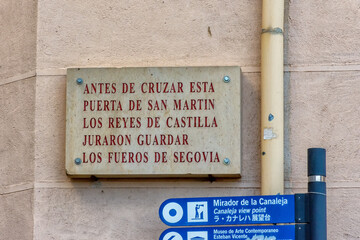 ANTES DE CRUZAR ESTA
PUERTA DE SAN MARTIN
LOS REYES DE CASTILLA
JURARON GUARDAR
LOS FUEROS DE SEGOVIA
Mirador de la Canaleja
Canaleja view point
ラ・カナレハ 展望台
Museo de Arte Contemporaneo
Esteban Vicente